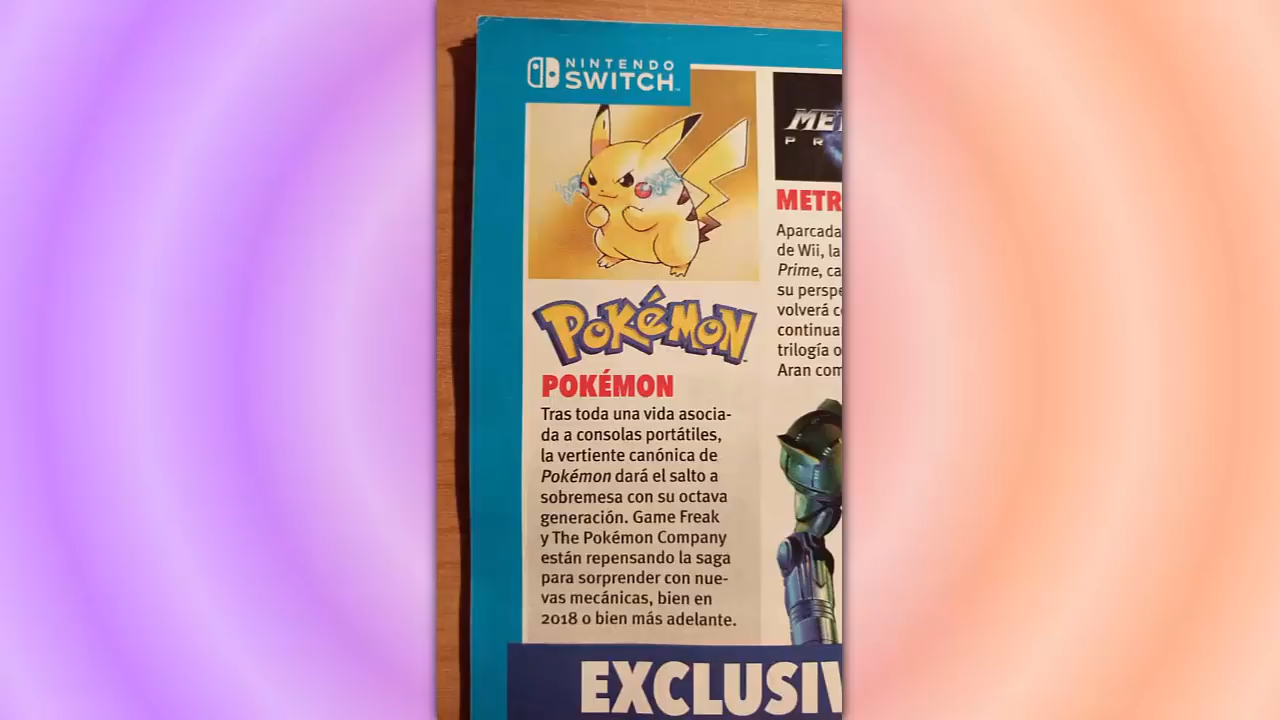 NINTENDO
SWITCH
POKéMON
POKÉMON
Tras toda una vida asocia-
da a consolas portátiles,
la vertiente canónica de
Pokémon dará el salto a
sobremesa con su octava
generación. Game Freak
y The Pokémon Company
están repensando la saga
para sorprender con nue-
vas mecánicas, bien en
2018 o bien más adelante.
METR
Aparcada
de Wii, la
Prime, ca
su perspe
volverá c
continua
trilogía o
Aran com
EXCLUSI